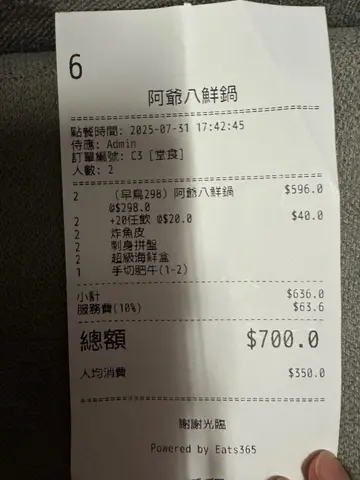 6
阿爺八鮮鍋
點餐時間: 2025-07-31 17:42:45
侍應: Admin
訂單編號: C3 [堂食]
人數: 2
2 (早鳥298) 阿爺八鮮鍋 $596.0
@$298.0
2 +20任飲 @$20.0 $40.0
2 炸魚皮
2 刺身拼盤
2 超級海鮮盒
1 手切肥牛(1-2)
小計 $636.0
服務費(10%) $63.6
總額 $700.0
人均消費 $350.0
謝謝光臨
Powered by Eats365